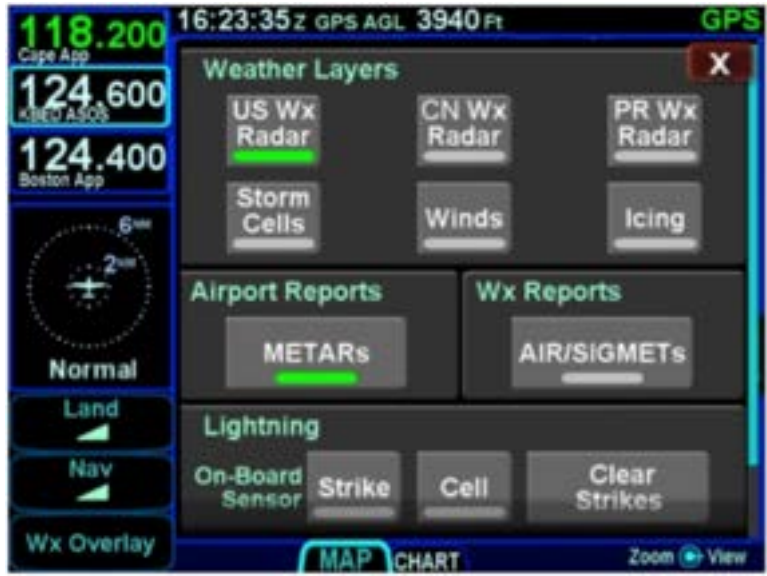 118.200
Cape App
124.600
KBED ASOS
124.400
Boston App
6NM
2NM
Normal
Land
Nav
Wx Overlay
16:23:35Z GPS AGL 3940 Ft
GPS
Weather Layers
X
US Wx
Radar
CN Wx
Radar
PR Wx
Radar
Storm
Cells
Winds
Icing
Airport Reports
METARs
Wx Reports
AIR/SIGMETs
Lightning
On-Board
Sensor
Strike
Cell
Clear
Strikes
MAP
CHART
Zoom
View